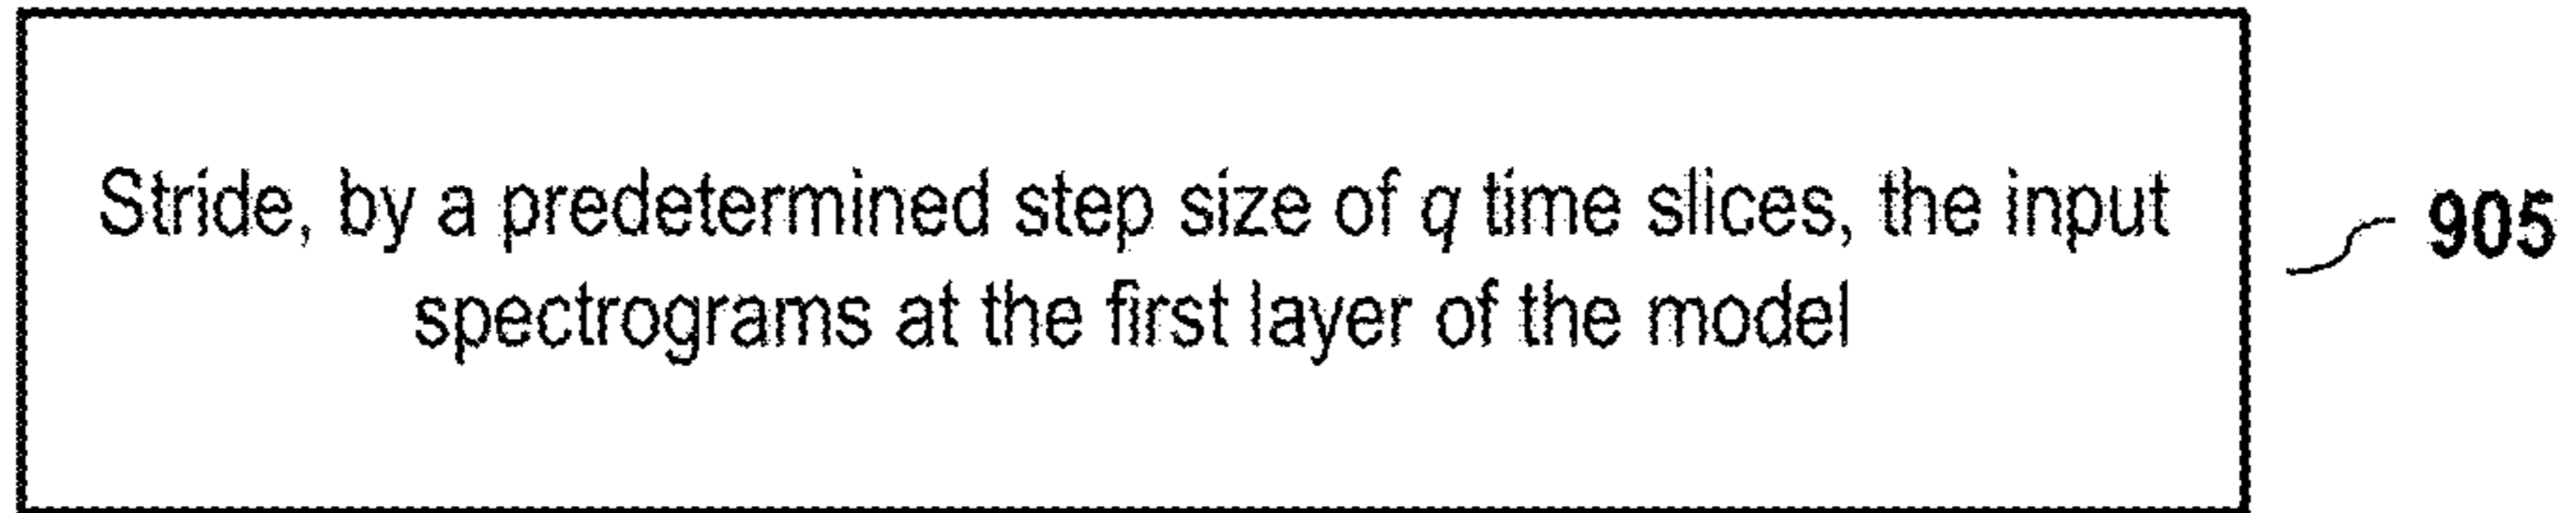 Stride, by a predetermined step size of q time slices, the input
905
spectrograms at the first layer of the model